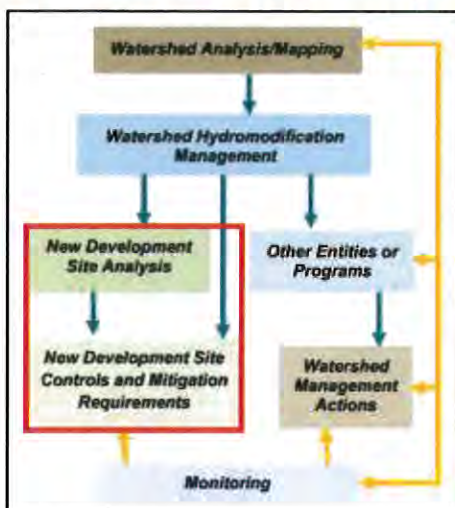 Watershed Analysis/Mapping
Watershed Hydromodification
Management
New Development
Site Analysis
Other Entities or
Programs
New Development Site
Controls and Mitigation
Requirements
Watershed
Management
Actions
Monitoring